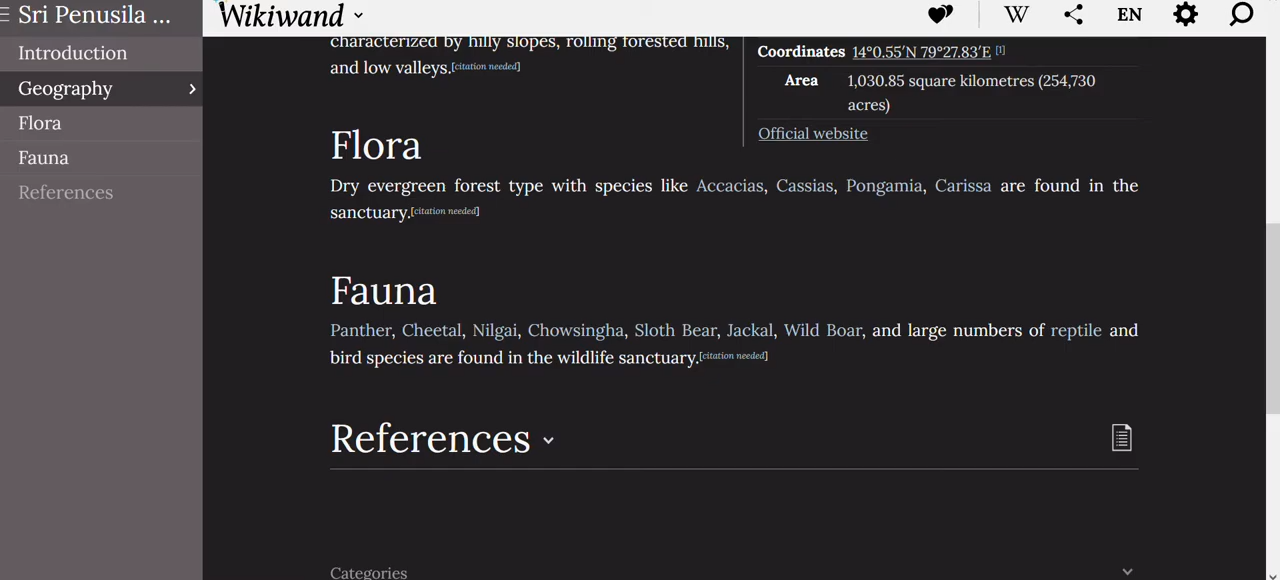 Sri Penusila ...
Introduction
Geography
Flora
Fauna
References
Wikiwand
W
EN
characterized by hilly slopes, rolling forested hills,
and low valleys.[citation needed]
Coordinates 14°0.55′N 79°27.83′E [1]
Area 1,030.85 square kilometres (254,730
acres)
Official website
Flora
Dry evergreen forest type with species like Accacias, Cassias, Pongamia, Carissa are found in the
sanctuary.[citation needed]
Fauna
Panther, Cheetal, Nilgai, Chowsingha, Sloth Bear, Jackal, Wild Boar, and large numbers of reptile and
bird species are found in the wildlife sanctuary.[citation needed]
References
Categories